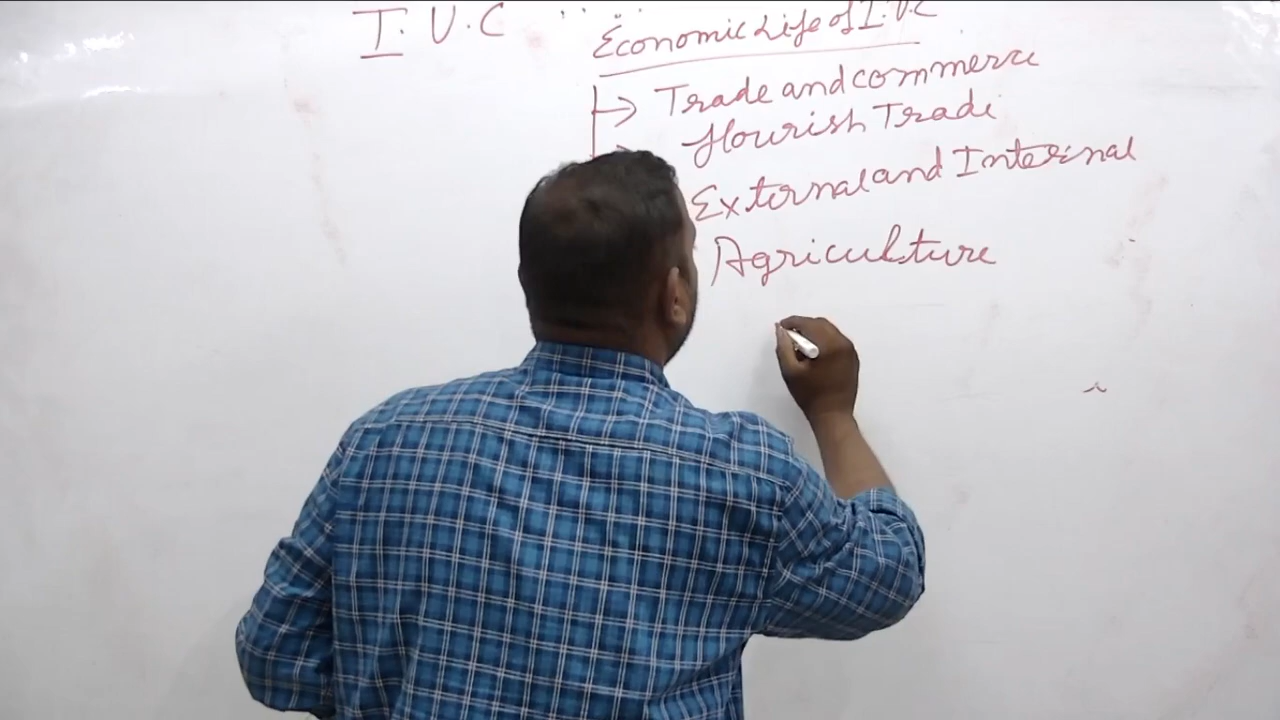 I.V.C
Economic Life of I.V.C
Trade and commerce
flourish Trade
External and Internal
Agriculture